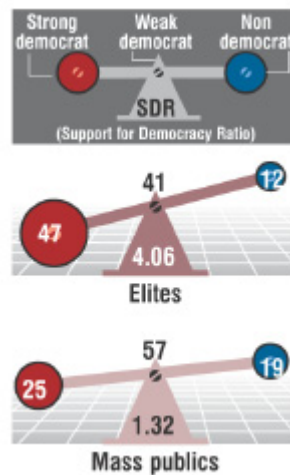 Strong democrat
Weak democrat
Non democrat
SDR
(Support for Democracy Ratio)
41
12
47
4.06
Elites
57
19
25
1.32
Mass publics